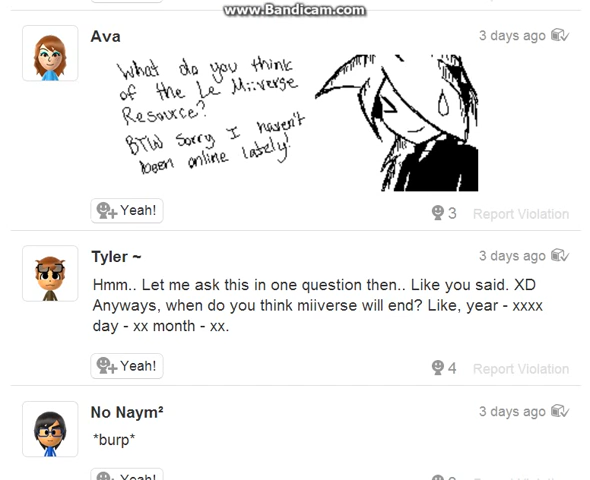 www.Bandicam.com
Ava
3 days ago
What do you think
of the Le Miiverse
Resource?
BTW Sorry I haven't
been online lately!
Yeah!
3
Report Violation
Tyler ~
3 days ago
Hmm.. Let me ask this in one question then.. Like you said. XD
Anyways, when do you think miiverse will end? Like, year - xxxx
day - xx month - xx.
Yeah!
4
Report Violation
No Naym²
3 days ago
*burp*
Yeah!